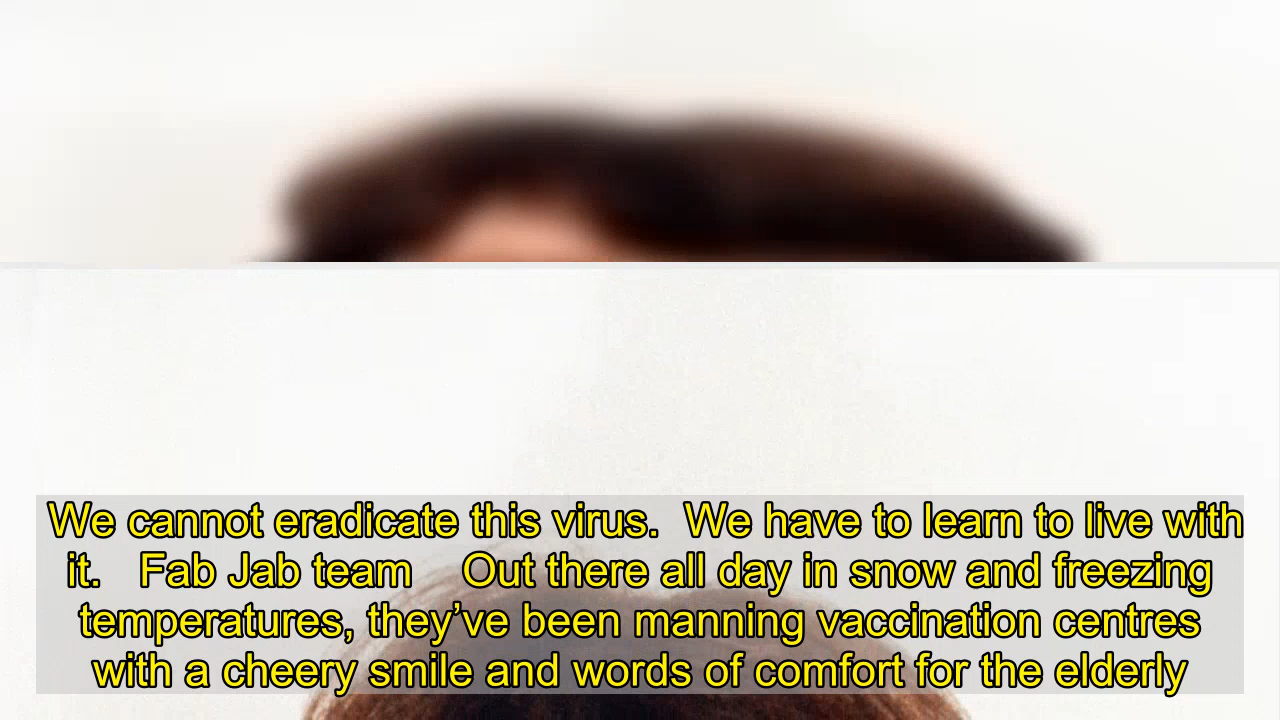 We cannot eradicate this virus.  We have to learn to live with
it.   Fab Jab team    Out there all day in snow and freezing
temperatures, they’ve been manning vaccination centres
with a cheery smile and words of comfort for the elderly